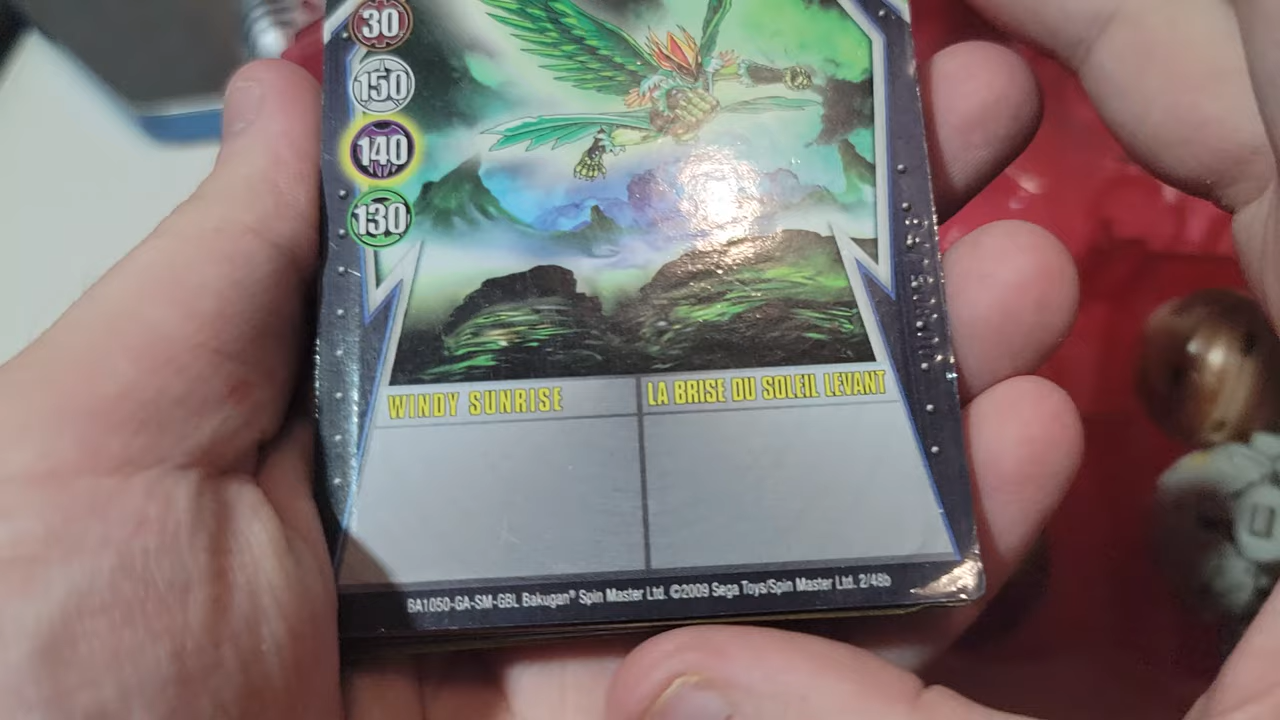 30
150
140
130
WINDY SUNRISE
LA BRISE DU SOLEIL LEVANT
BA1050-GA-SM-GBL Bakugan® Spin Master Ltd. ©2009 Sega Toys/Spin Master Ltd. 2/48b